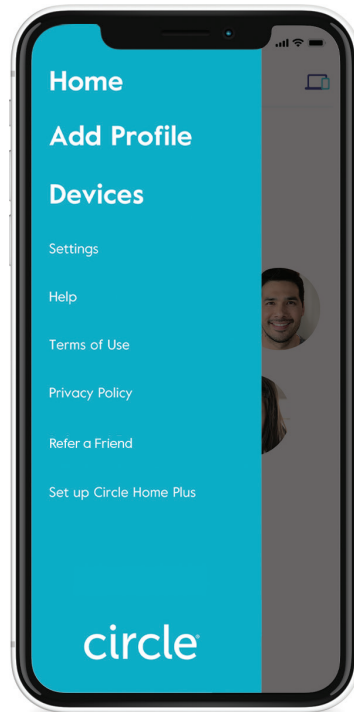 Home
Add Profile
Devices
Settings
Help
Terms of Use
Privacy Policy
Refer a Friend
Set up Circle Home Plus
circle